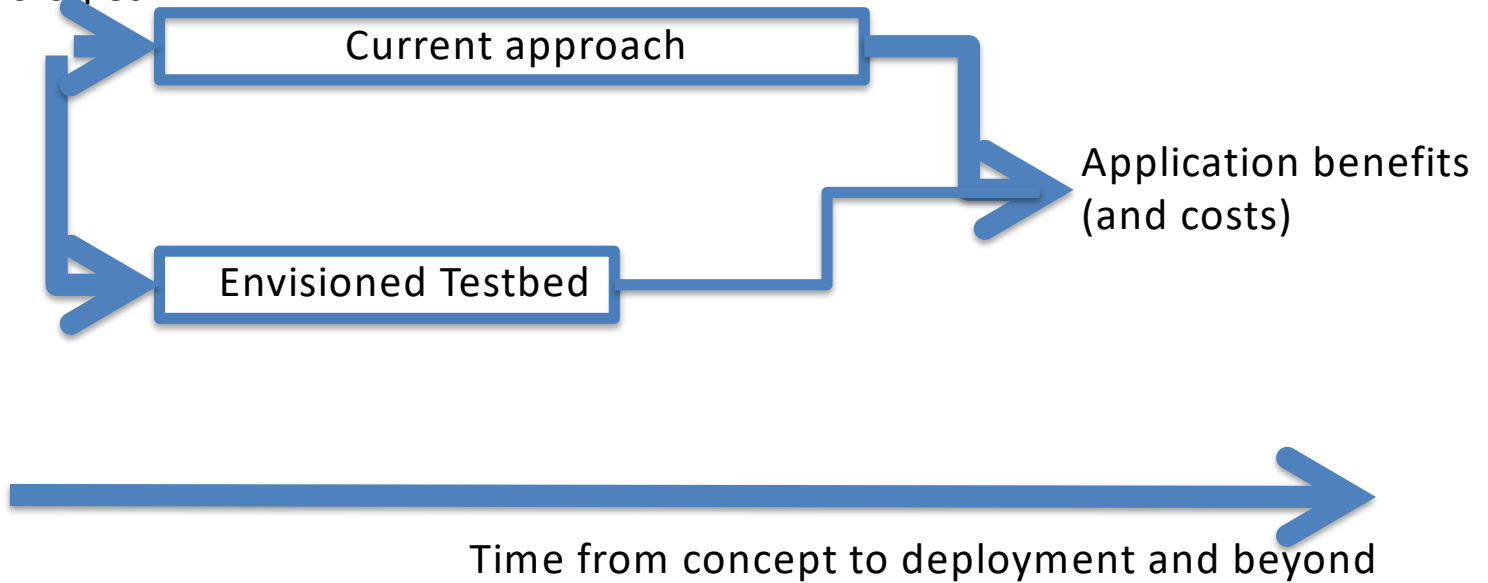 Current approach
Application benefits
(and costs)
Envisioned Testbed
Time from concept to deployment and beyond